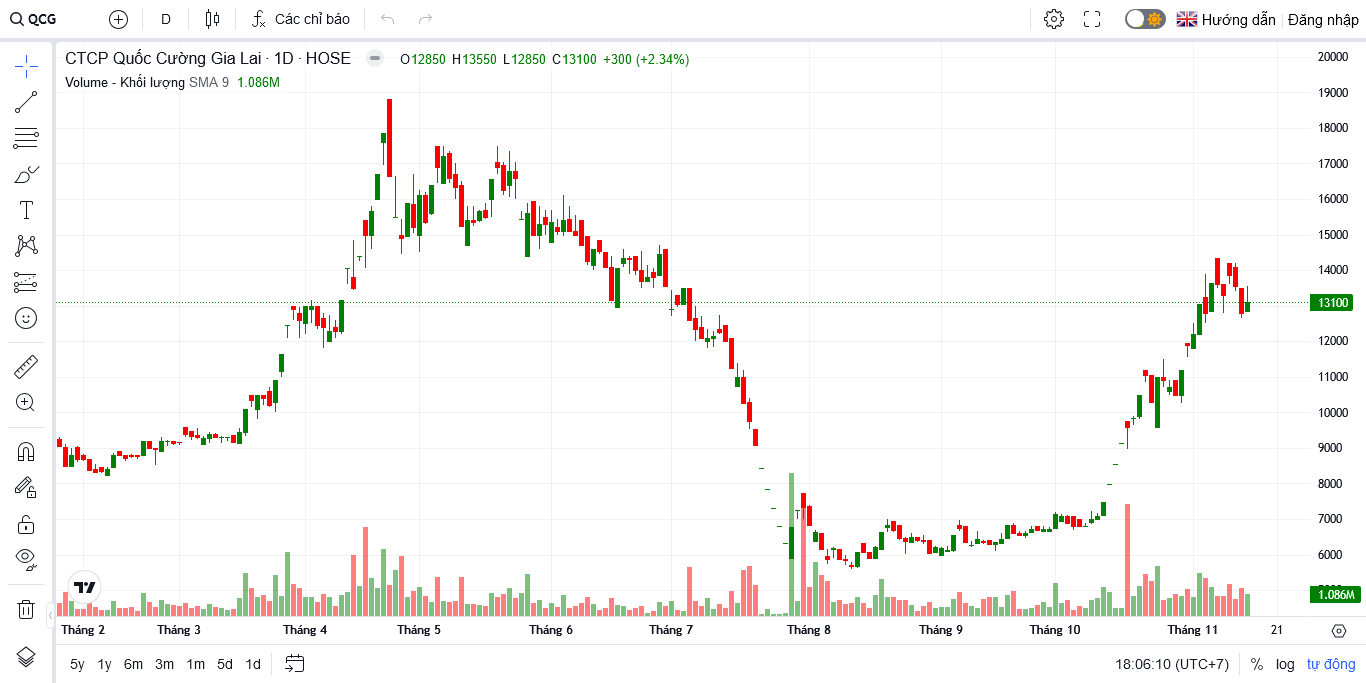 QCG D Các chỉ báo Hướng dẫn Đăng nhập
CTCP Quốc Cường Gia Lai · 1D · HOSE O12850 H13550 L12850 C13100 +300 (+2.34%)
Volume - Khối lượng SMA 9 1.086M
20000
19000
18000
17000
16000
15000
14000
13100
12000
11000
10000
9000
8000
7000
6000
1.086M
Tháng 2 Tháng 3 Tháng 4 Tháng 5 Tháng 6 Tháng 7 Tháng 8 Tháng 9 Tháng 10 Tháng 11 21
5y 1y 6m 3m 1m 5d 1d 18:06:10 (UTC+7) % log tự động